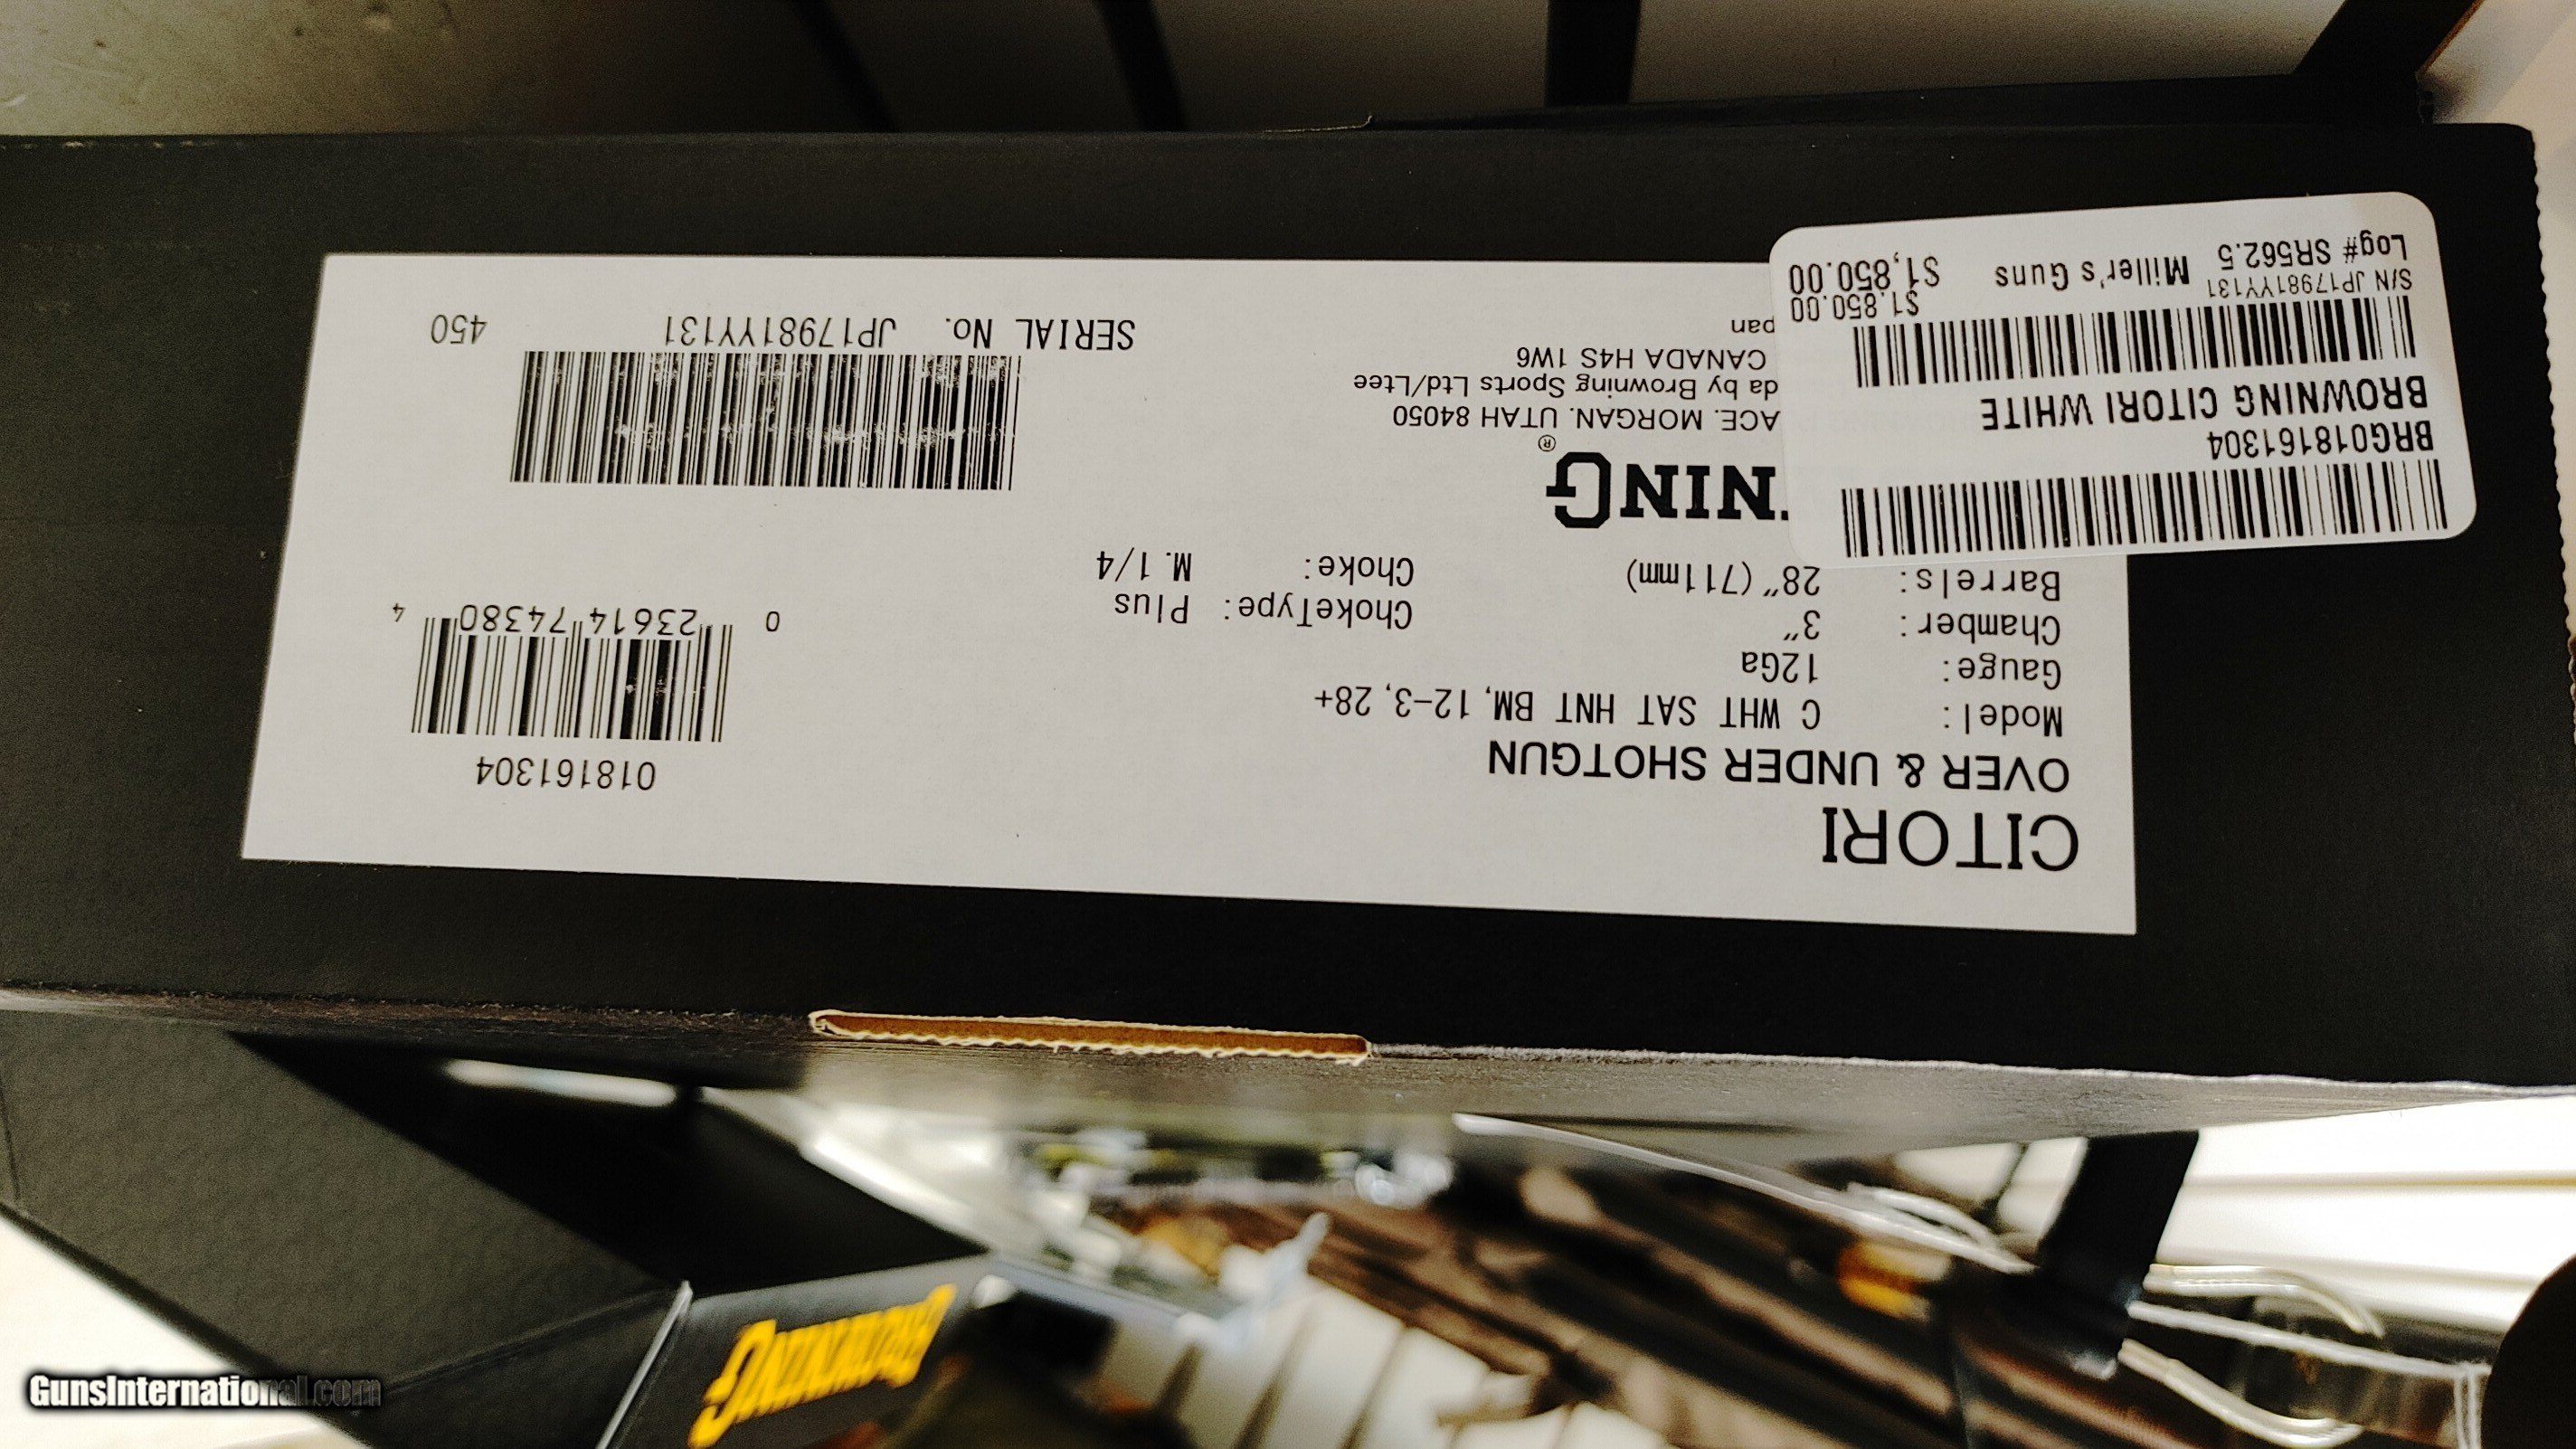 CITORI
OVER & UNDER SHOTGUN
Model: C WHT SAT HNT BM, 12-3, 28+
Gauge: 12Ga
Chamber: 3"
Barrels: 28" (711mm)
ChokeType: Plus
Choke: M. 1/4
018161304
0 23614 74380 4
NING®
ACE. MORGAN. UTAH 84050
da by Browning Sports Ltd/Ltee
CANADA H4S 1W6
pan
SERIAL No. JP17981YY131
450
BRG018161304
BROWNING CITORI WHITE
S/N JP17981YY131 $1,850.00
Log# SR562.5 Miller's Guns $1,850.00
BROWNING
GunsInternational.com